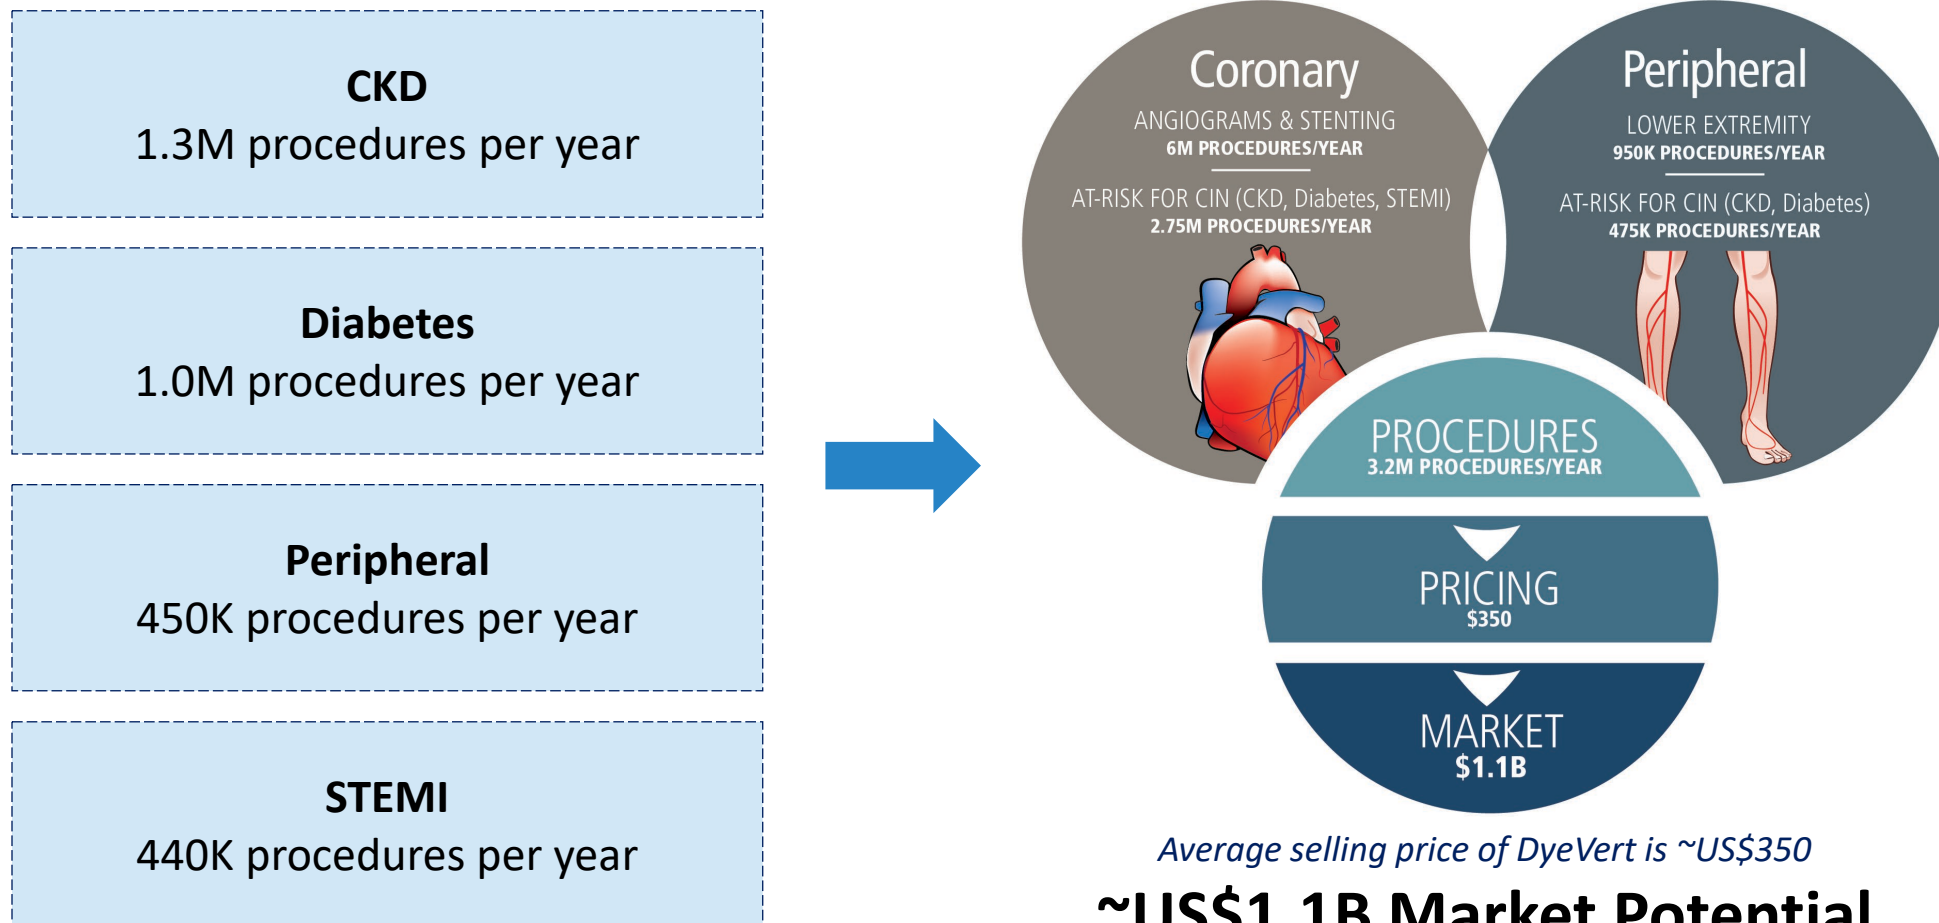 CKD
1.3M procedures per year
Diabetes
1.0M procedures per year
Peripheral
450K procedures per year
STEMI
440K procedures per year
Coronary
ANGIOGRAMS & STENTING
6M PROCEDURES/YEAR
AT-RISK FOR CIN (CKD, Diabetes, STEMI)
2.75M PROCEDURES/YEAR
Peripheral
LOWER EXTREMITY
950K PROCEDURES/YEAR
AT-RISK FOR CIN (CKD, Diabetes)
475K PROCEDURES/YEAR
PROCEDURES
3.2M PROCEDURES/YEAR
PRICING
$350
MARKET
$1.1B
Average selling price of DyeVert is ~US$350
~US$1.1B Market Potential